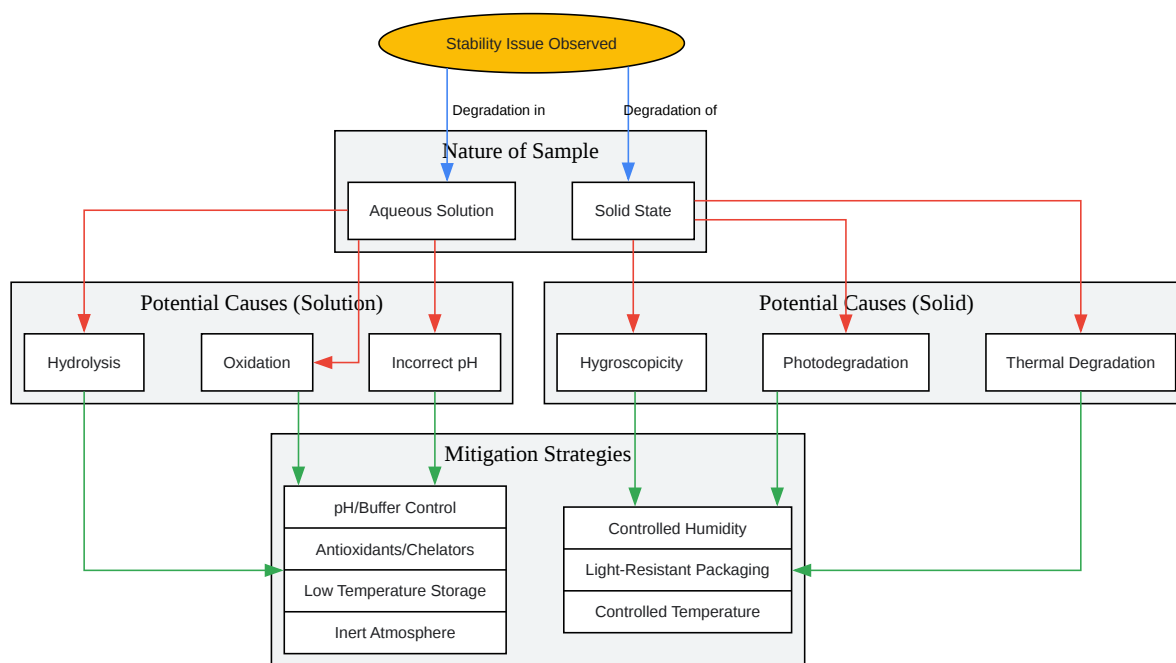 Stability Issue Observed
Degradation in
Degradation of
Nature of Sample
Aqueous Solution
Solid State
Potential Causes (Solution)
Potential Causes (Solid)
Hydrolysis
Oxidation
Incorrect pH
Hygroscopicity
Photodegradation
Thermal Degradation
Mitigation Strategies
pH/Buffer Control
Antioxidants/Chelators
Low Temperature Storage
Inert Atmosphere
Controlled Humidity
Light-Resistant Packaging
Controlled Temperature